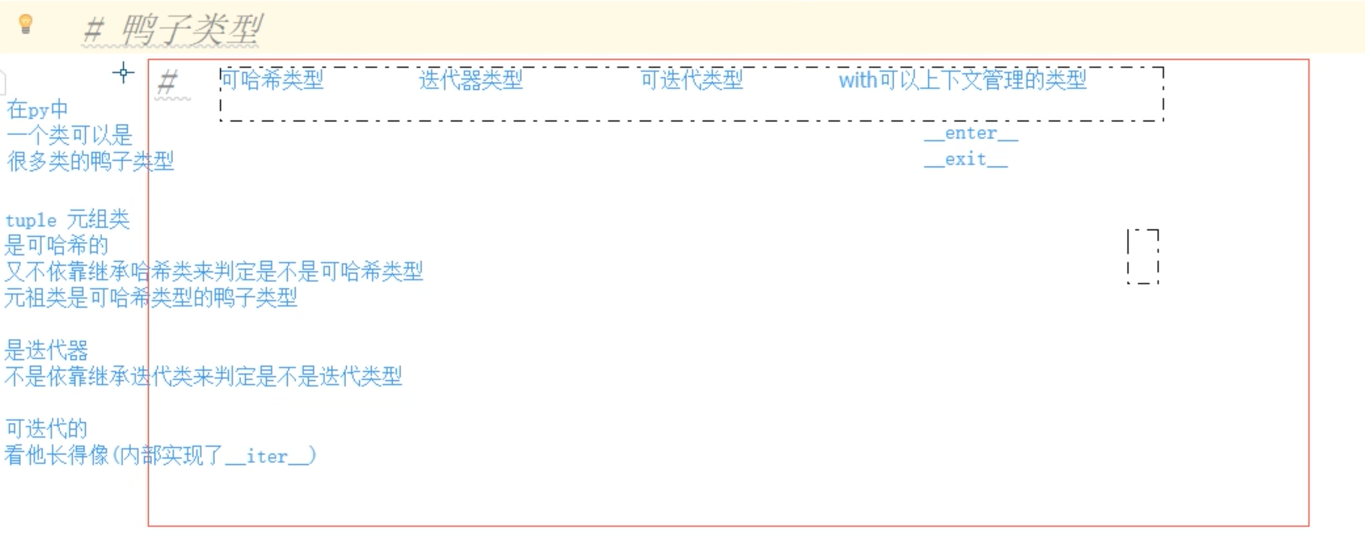 # 鸭子类型
# 可哈希类型 迭代器类型 可迭代类型 with可以上下文管理的类型
__enter__
__exit__
在py中
一个类可以是
很多类的鸭子类型
tuple 元组类
是可哈希的
又不依靠继承哈希类来判定是不是可哈希类型
元祖类是可哈希类型的鸭子类型
是迭代器
不是依靠继承迭代类来判定是不是迭代类型
可迭代的
看他长得像(内部实现了__iter__)